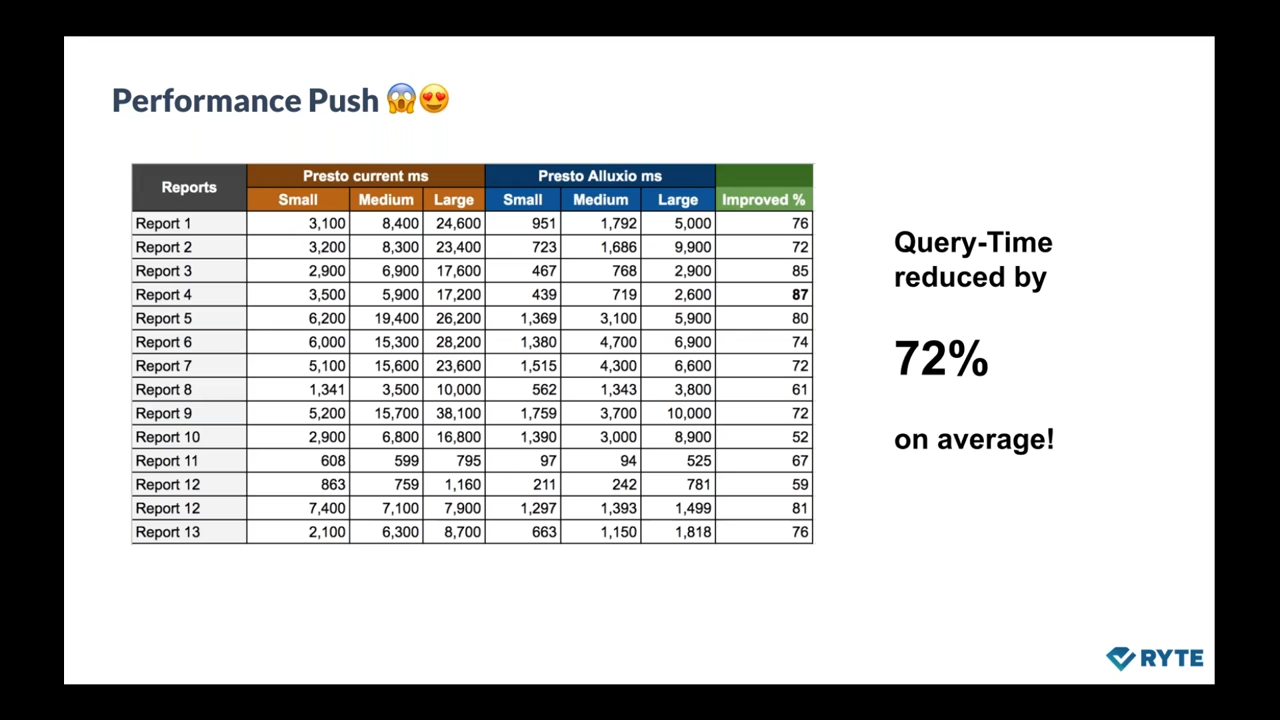 Performance Push 😱😍
Reports Presto current ms Presto Alluxio ms
Small Medium Large Small Medium Large Improved %
Report 1 3,100 8,400 24,600 951 1,792 5,000 76
Report 2 3,200 8,300 23,400 723 1,686 9,900 72
Report 3 2,900 6,900 17,600 467 768 2,900 85
Report 4 3,500 5,900 17,200 439 719 2,600 87
Report 5 6,200 19,400 26,200 1,369 3,100 5,900 80
Report 6 6,000 15,300 28,200 1,380 4,700 6,900 74
Report 7 5,100 15,600 23,600 1,515 4,300 6,600 72
Report 8 1,341 3,500 10,000 562 1,343 3,800 61
Report 9 5,200 15,700 38,100 1,759 3,700 10,000 72
Report 10 2,900 6,800 16,800 1,390 3,000 8,900 52
Report 11 608 599 795 97 94 525 67
Report 12 863 759 1,160 211 242 781 59
Report 12 7,400 7,100 7,900 1,297 1,393 1,499 81
Report 13 2,100 6,300 8,700 663 1,150 1,818 76
Query-Time
reduced by
72%
on average!
RYTE